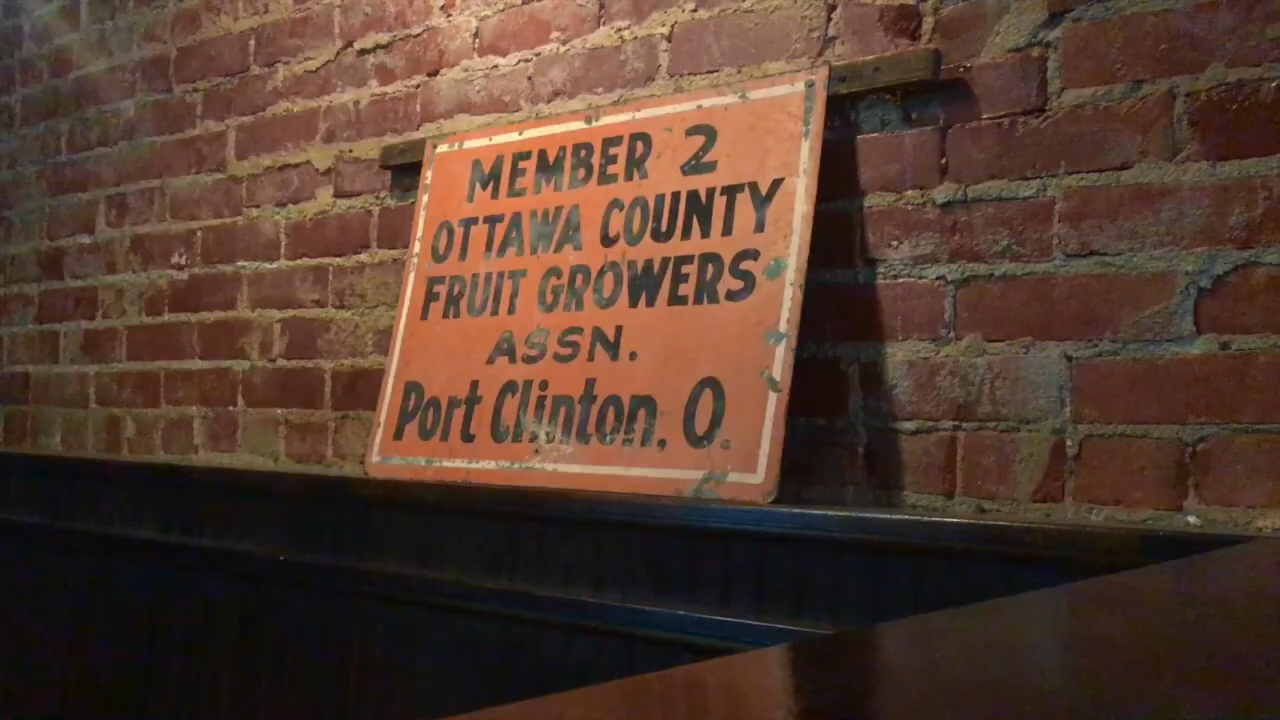 MEMBER 2
OTTAWA COUNTY
FRUIT GROWERS
ASSN.
Port Clinton, O.